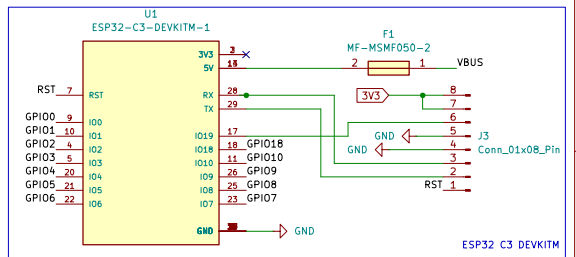 U1
ESP32-C3-DEVKITM-1
F1
MF-MSMF050-2
3V3
5V
2
1
VBUS
RST
7
RST
RX
28
3V3
8
TX
29
7
GPIO0
9
IO0
6
GPIO1
10
IO1
IO19
17
GND
5
J3
GPIO2
4
IO2
IO18
18
GPIO18
GND
4
Conn_01x08_Pin
GPIO3
5
IO3
IO10
11
GPIO10
3
GPIO4
20
IO4
IO9
26
GPIO9
2
GPIO5
21
IO5
IO8
25
GPIO8
RST
1
GPIO6
22
IO6
IO7
23
GPIO7
GND
GND
ESP32 C3 DEVKITM